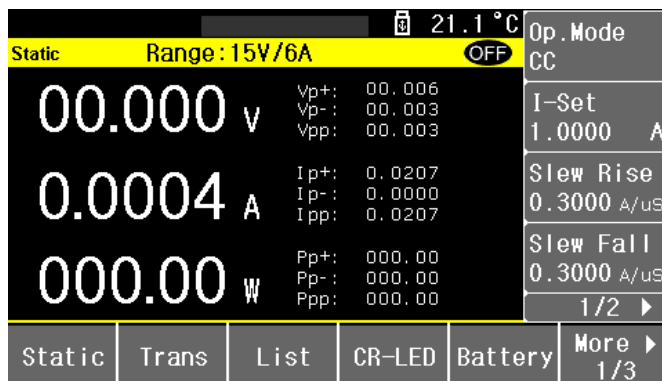 21.1°C
Static Range:15V/6A OFF
00.000 V
Vp+: 00.006
Vp-: 00.003
Vpp: 00.003
0.0004 A
Ip+: 0.0207
Ip-: 0.0000
Ipp: 0.0207
000.00 W
Pp+: 000.00
Pp-: 000.00
Ppp: 000.00
Op.Mode
CC
I-Set
1.0000 A
Slew Rise
0.3000 A/uS
Slew Fall
0.3000 A/uS
1/2 ▶
Static Trans List CR-LED Battery More ▶
1/3